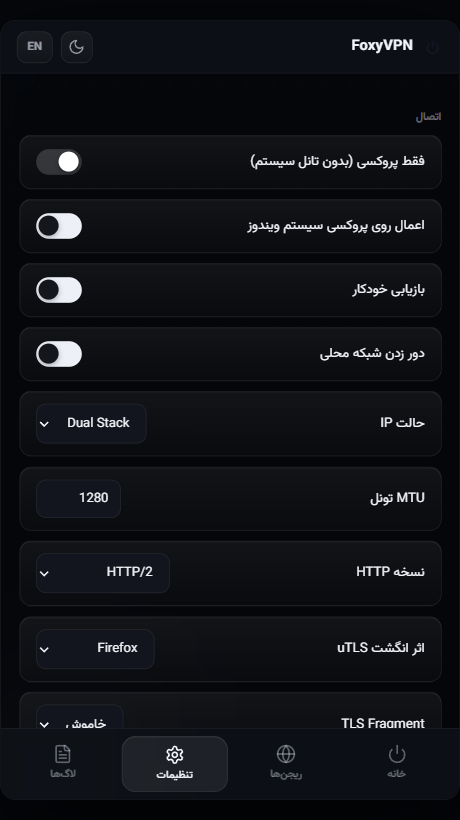 FoxyVPN
EN
اتصال
فقط پروکسی (بدون تانل سیستم)
اعمال روی پروکسی سیستم ویندوز
بازیابی خودکار
دور زدن شبکه محلی
حالت IP
Dual Stack
MTU تونل
1280
نسخه HTTP
HTTP/2
اثر انگشت uTLS
Firefox
TLS Fragment
خاموش
خانه
ریجن‌ها
تنظیمات
لاگ‌ها